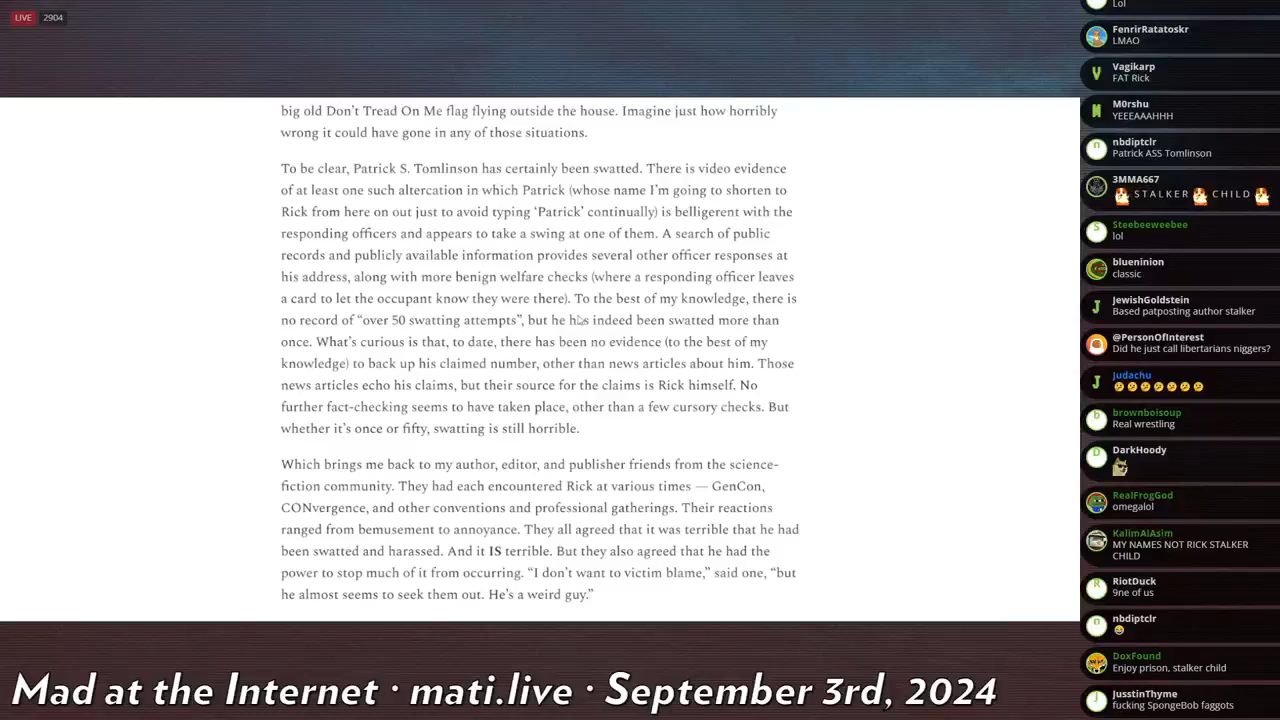 LIVE 2904
big old Don't Tread On Me flag flying outside the house. Imagine just how horribly
wrong it could have gone in any of those situations.
To be clear, Patrick S. Tomlinson has certainly been swatted. There is video evidence
of at least one such altercation in which Patrick (whose name I'm going to shorten to
Rick from here on out just to avoid typing 'Patrick' continually) is belligerent with the
responding officers and appears to take a swing at one of them. A search of public
records and publicly available information provides several other officer responses at
his address, along with more benign welfare checks (where a responding officer leaves
a card to let the occupant know they were there). To the best of my knowledge, there is
no record of “over 50 swatting attempts”, but he has indeed been swatted more than
once. What's curious is that, to date, there has been no evidence (to the best of my
knowledge) to back up his claimed number, other than news articles about him. Those
news articles echo his claims, but their source for the claims is Rick himself. No
further fact-checking seems to have taken place, other than a few cursory checks. But
whether it's once or fifty, swatting is still horrible.
Which brings me back to my author, editor, and publisher friends from the science-
fiction community. They had each encountered Rick at various times — GenCon,
CONvergence, and other conventions and professional gatherings. Their reactions
ranged from bemusement to annoyance. They all agreed that it was terrible that he had
been swatted and harassed. And it IS terrible. But they also agreed that he had the
power to stop much of it from occurring. “I don't want to victim blame,” said one, “but
he almost seems to seek them out. He's a weird guy.”
Lol
FenrirRatatoskr
LMAO
V
Vagikarp
FAT Rick
M
M0rshu
YEEEAAAHHH
n
nbdiptclr
Patrick ASS Tomlinson
3MMA667
S T A L K E R C H I L D
S
Steebeeweebee
lol
blueninion
classic
J
JewishGoldstein
Based patposting author stalker
@PersonOfInterest
Did he just call libertarians niggers?
J
Judachu
b
brownboisoup
Real wrestling
D
DarkHoody
RealFrogGod
omegalol
KalimAlAsim
MY NAMES NOT RICK STALKER
CHILD
R
RiotDuck
9ne of us
n
nbdiptclr
DoxFound
Enjoy prison, stalker child
J
JusstinThyme
fucking SpongeBob faggots
Mad at the Internet · mati.live · September 3rd, 2024